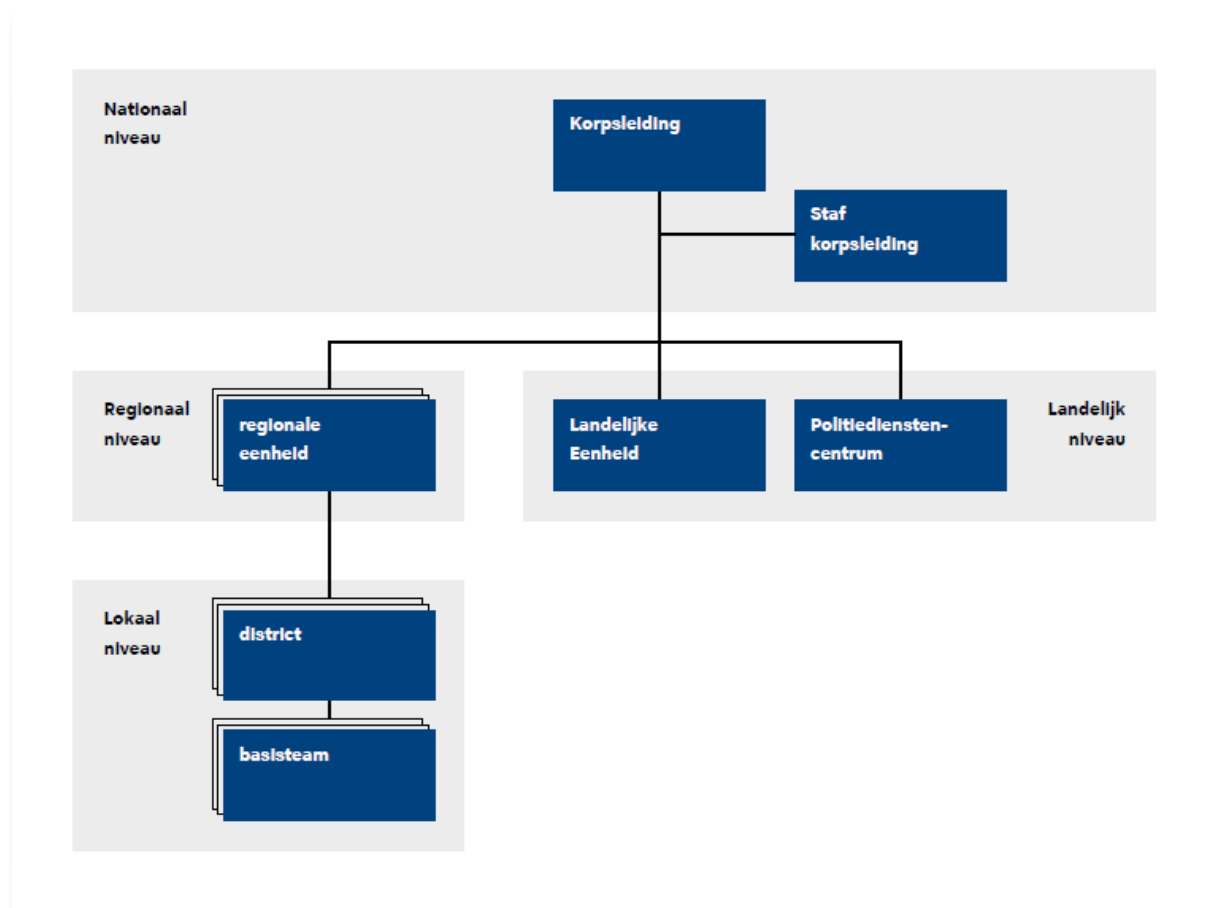 Nationaal
niveau
Korpsleiding
Staf
korpsleiding
Regionaal
niveau
regionale
eenheid
Landelijke
Eenheid
Politiediensten-
centrum
Landelijk
niveau
Lokaal
niveau
district
basisteam